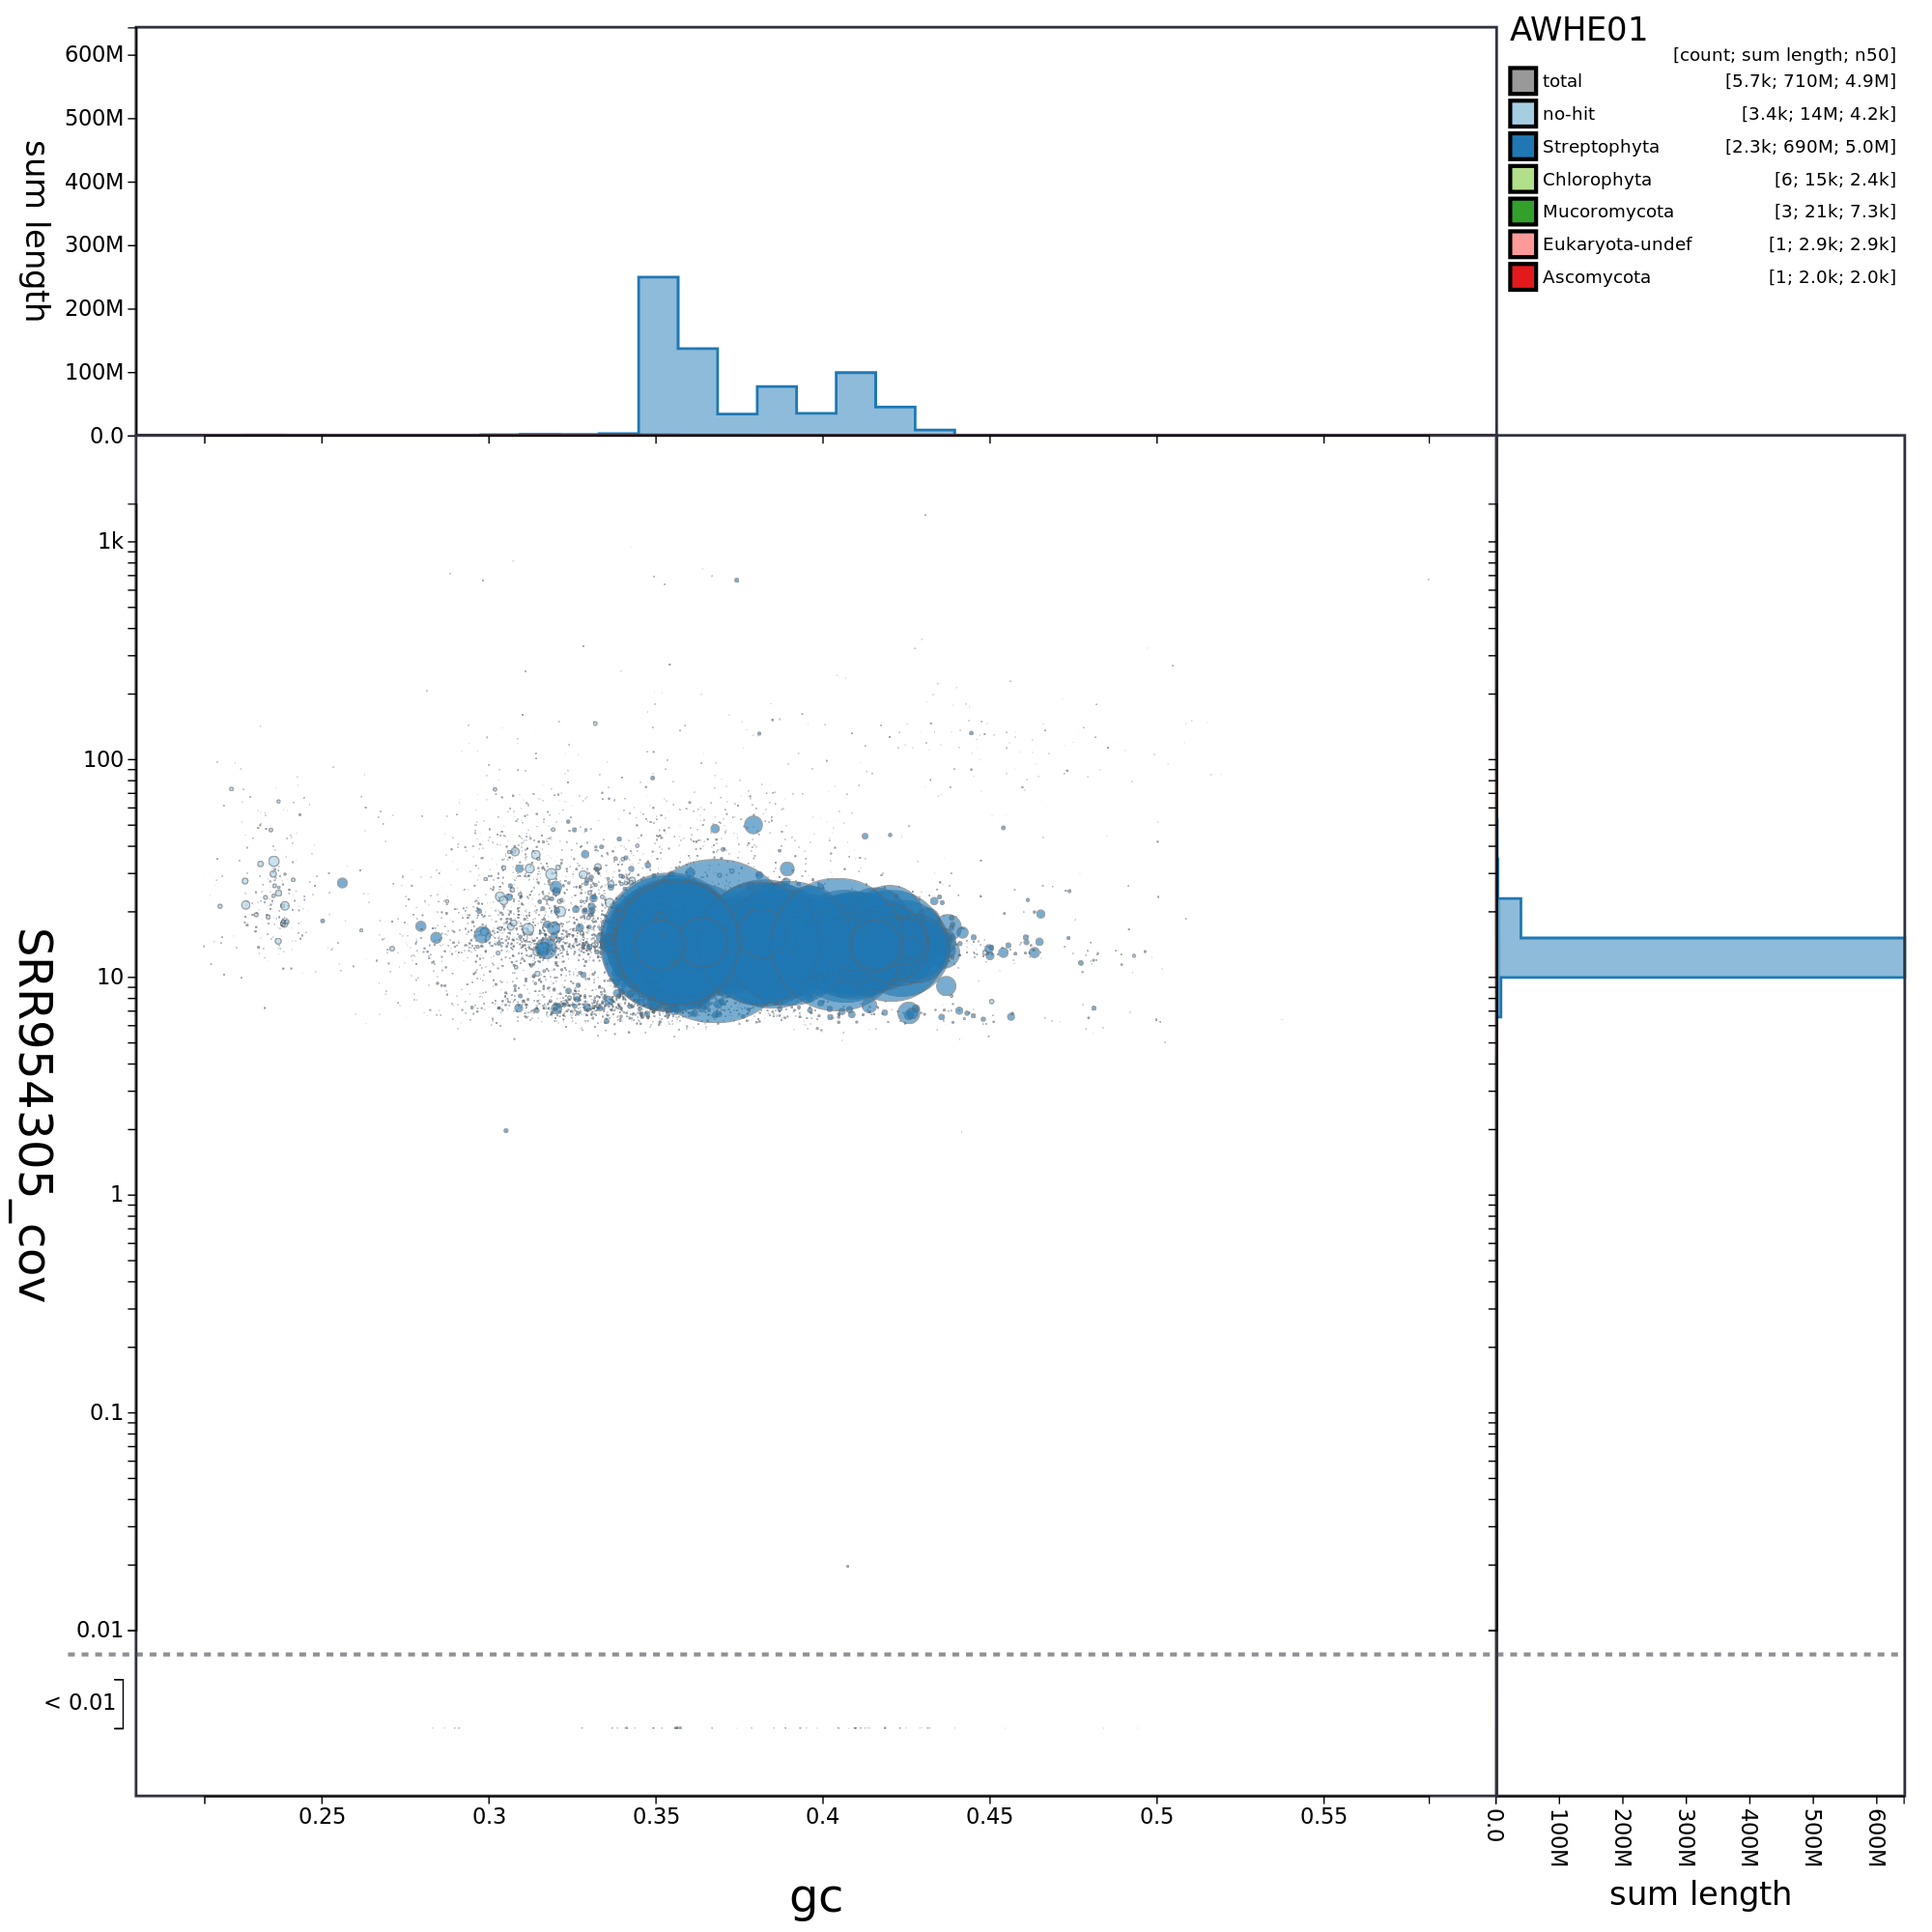 AWHE01
[count; sum length; n50]
total [5.7k; 710M; 4.9M]
no-hit [3.4k; 14M; 4.2k]
Streptophyta [2.3k; 690M; 5.0M]
Chlorophyta [6; 15k; 2.4k]
Mucoromycota [3; 21k; 7.3k]
Eukaryota-undef [1; 2.9k; 2.9k]
Ascomycota [1; 2.0k; 2.0k]
sum length
600M
500M
400M
300M
200M
100M
0.0
SRR954305_cov
1k
100
10
1
0.1
0.01
< 0.01
0.25 0.3 0.35 0.4 0.45 0.5 0.55
gc
0.0 100M 200M 300M 400M 500M 600M
sum length